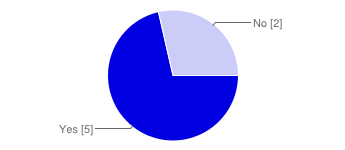 No [2]
Yes [5]